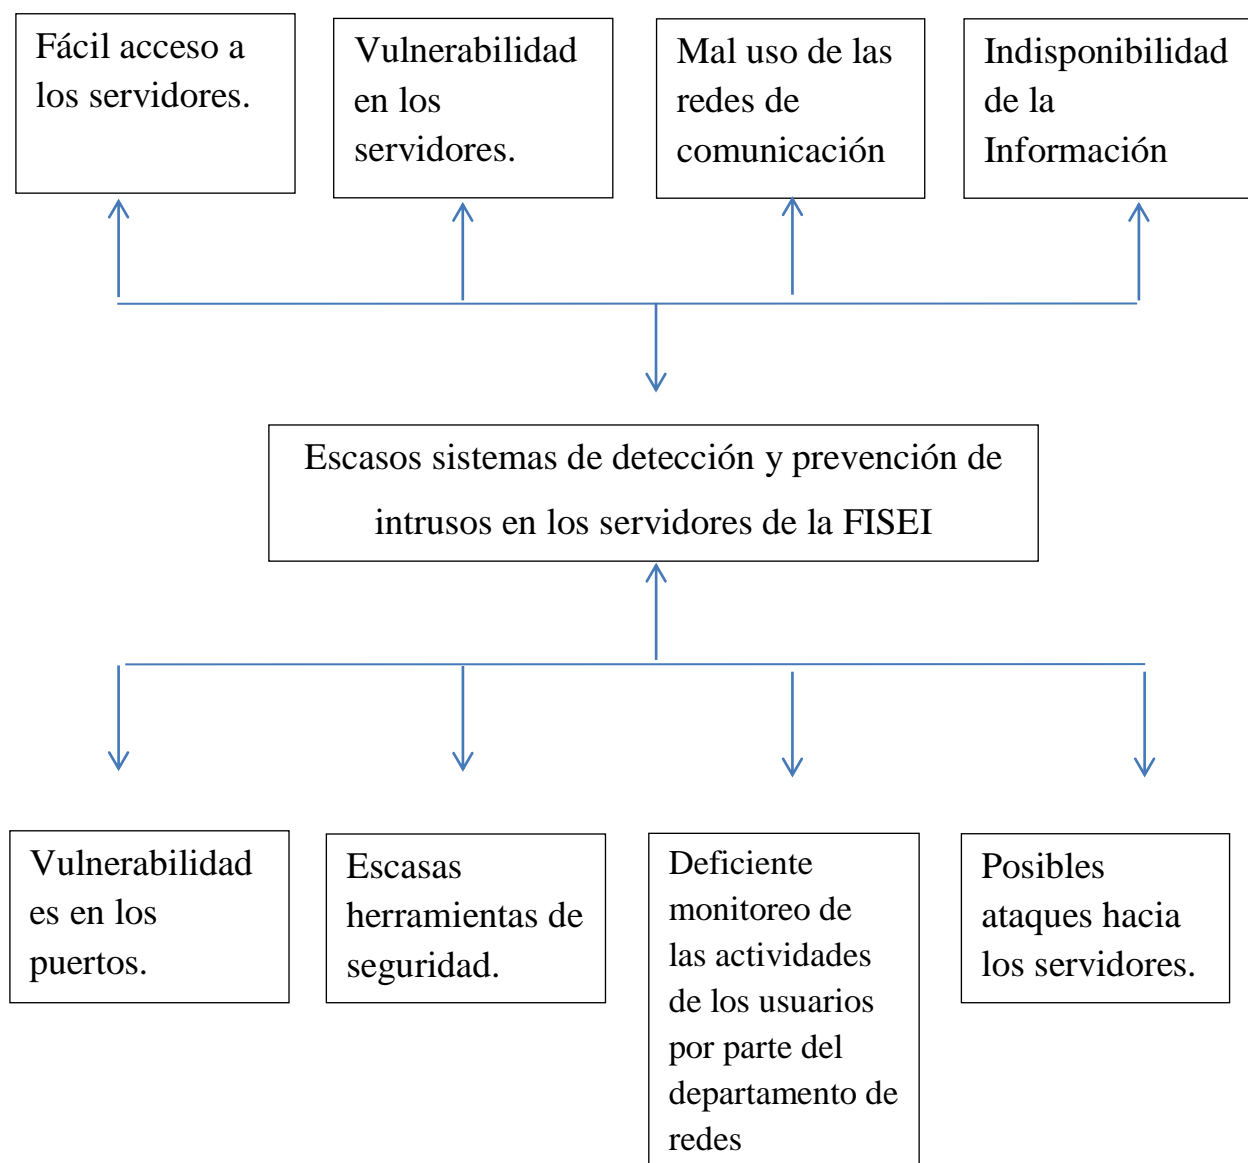 Fácil acceso a
los servidores.
Vulnerabilidad
en los
servidores.
Mal uso de las
redes de
comunicación
Indisponibilidad
de la
Información
Escasos sistemas de detección y prevención de
intrusos en los servidores de la FISEI
Vulnerabilidad
es en los
puertos.
Escasas
herramientas de
seguridad.
Deficiente
monitoreo de
las actividades
de los usuarios
por parte del
departamento de
redes
Posibles
ataques hacia
los servidores.